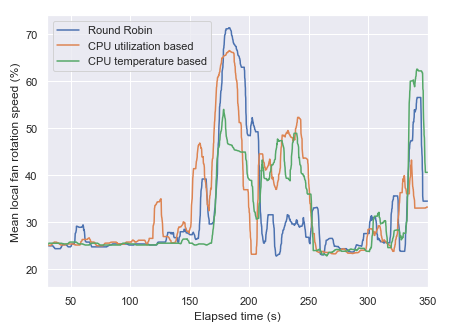 Round Robin
CPU utilization based
CPU temperature based
Mean local fan rotation speed (%)
70
60
50
40
30
20
50
100
150
200
250
300
350
Elapsed time (s)